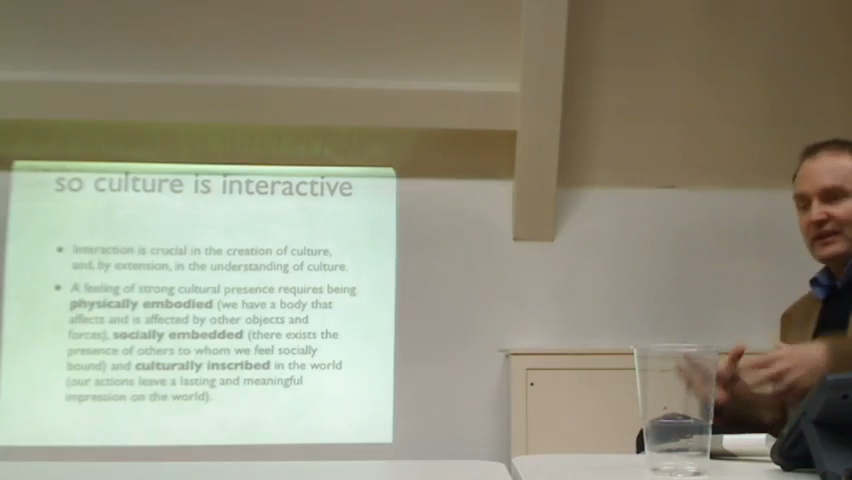 so culture is interactive
• Interaction is crucial in the creation of culture,
and, by extension, in the understanding of culture.
• A feeling of strong cultural presence requires being
physically embodied (we have a body that
affects and is affected by other objects and
forces), socially embedded (there exists the
presence of others to whom we feel socially
bound) and culturally inscribed in the world
(our actions leave a lasting and meaningful
impression on the world).